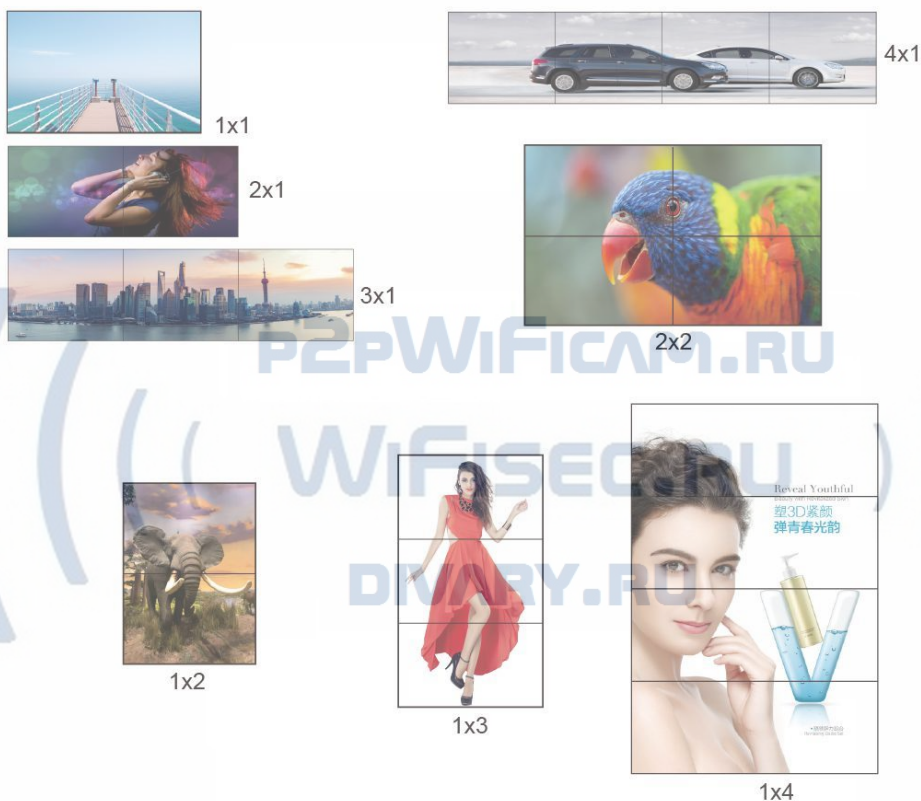 1x1
4x1
2x1
3x1
2x2
P2PWIFICAM.RU
WIFISEC.RU
Reveal Youthful
塑3D紧颜
弹青春光韵
DIVARY.RU
1x2
1x3
1x4